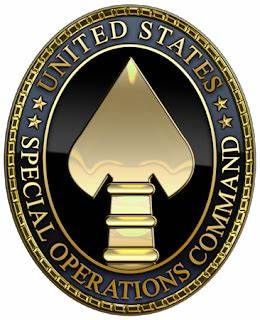 UNITED STATES
SPECIAL OPERATIONS COMMAND